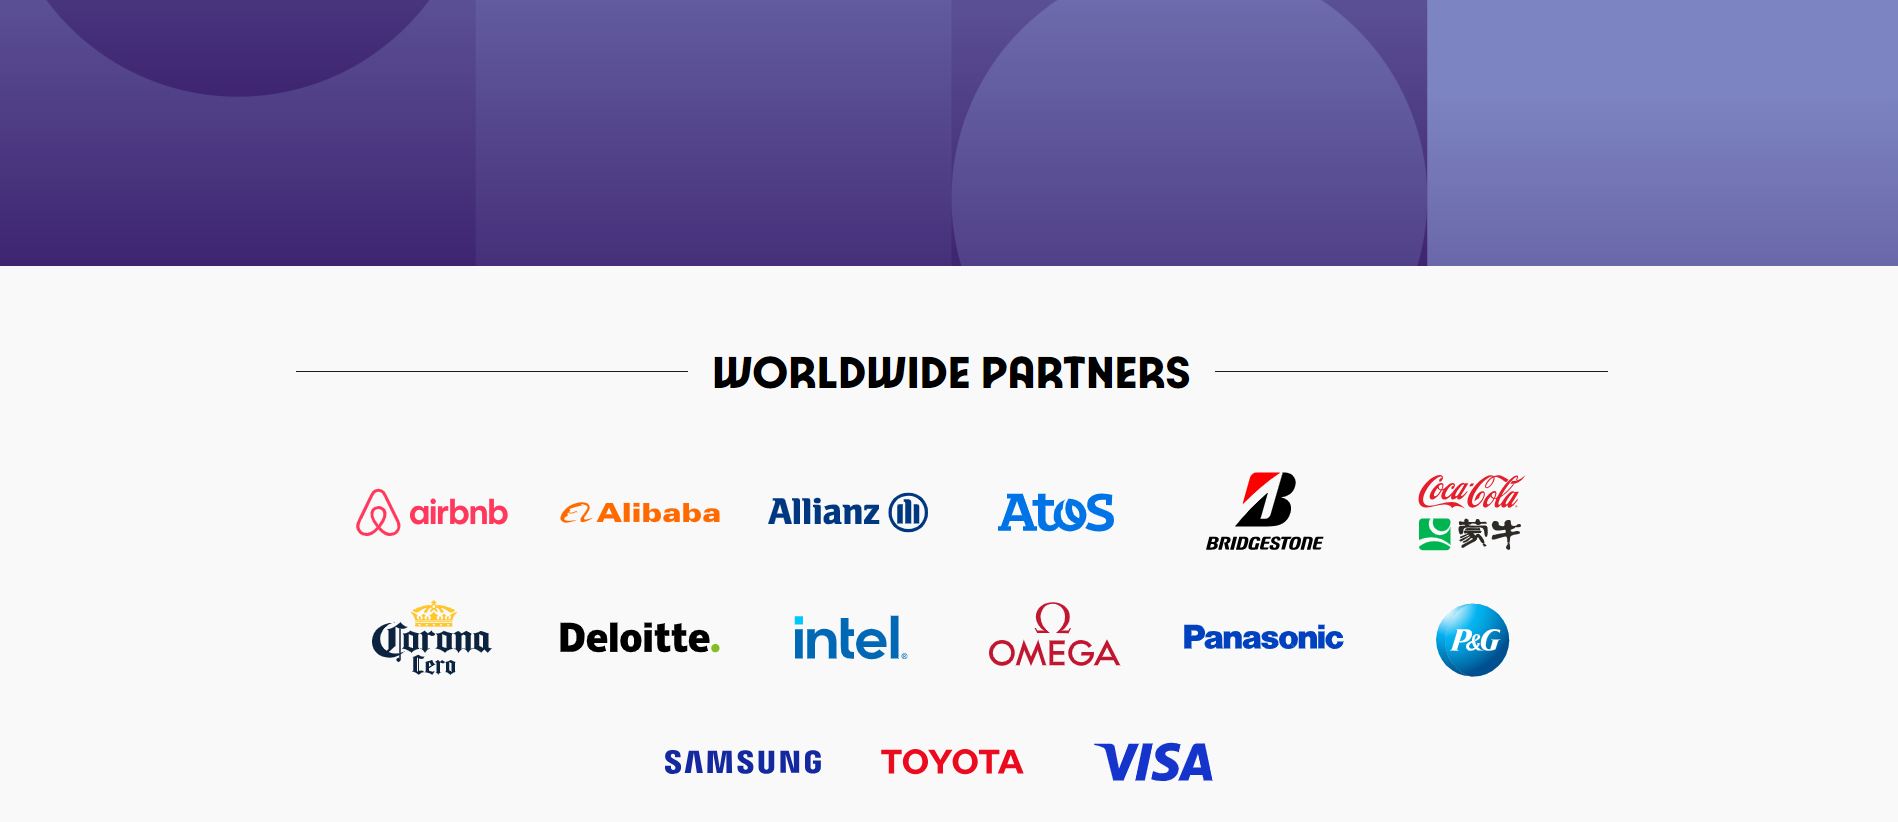 WORLDWIDE PARTNERS
airbnb
Alibaba
Allianz
Atos
BRIDGESTONE
Coca-Cola
蒙牛
Corona
Cero
Deloitte.
intel®
OMEGA
Panasonic
P&G
SAMSUNG
TOYOTA
VISA